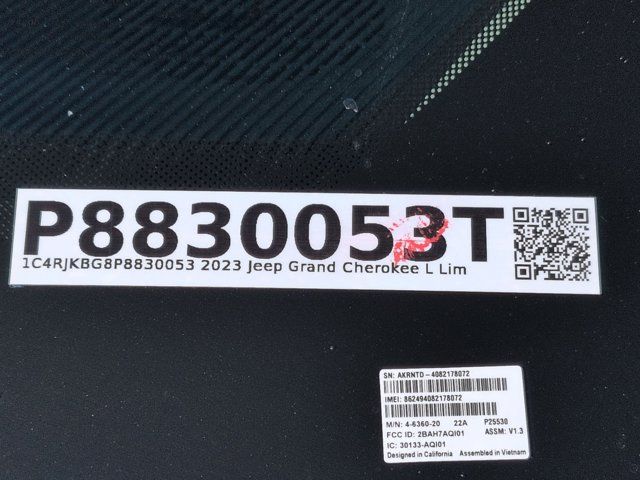 P8830053T
1C4RJKBG8P8830053 2023 Jeep Grand Cherokee L Lim
SN: AKRNTD-4082178072
IMEI: 862494082178072
M/N: 4-6360-20 22A P25530
FCC ID: 2BAH7AQI01 ASSM: V1.3
IC: 30133-AQI01
Designed in California Assembled in Vietnam